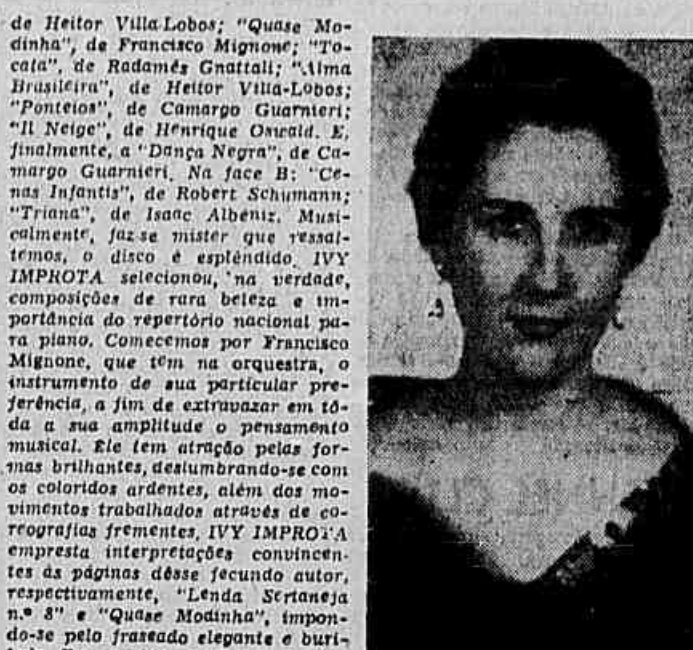 de Heitor Villa-Lobos; "Quase Mo-
dinha", de Francisco Mignone; "To-
cata", de Radamés Gnattali; "Alma
Brasileira", de Heitor Villa-Lobos;
"Ponteios", de Camargo Guarnieri;
"Il Neige", de Henrique Oswald. E,
finalmente, a "Dança Negra", de Ca-
margo Guarnieri. Na face B: "Ce-
nas Infantis", de Robert Schumann;
"Triana", de Isaac Albeniz. Musi-
calmente, faz-se mister que ressal-
temos, o disco é esplêndido. IVY
IMPROTA selecionou, na verdade,
composições de rara beleza e im-
portância do repertório nacional pa-
ra piano. Comecemos por Francisco
Mignone, que tem na orquestra, o
instrumento de sua particular pre-
ferência, a fim de extravazar em tô-
da a sua amplitude o pensamento
musical. Ele tem atração pelas for-
mas brilhantes, deslumbrando-se com
os coloridos ardentes, além dos mo-
vimentos trabalhados através de co-
reografias frementes. IVY IMPROTA
empresta interpretações convincen-
tes às páginas dêsse fecundo autor,
respectivamente, "Lenda Sertaneja
n.º 8" e "Quase Modinha", impon-
do-se pelo fraseado elegante e buri-